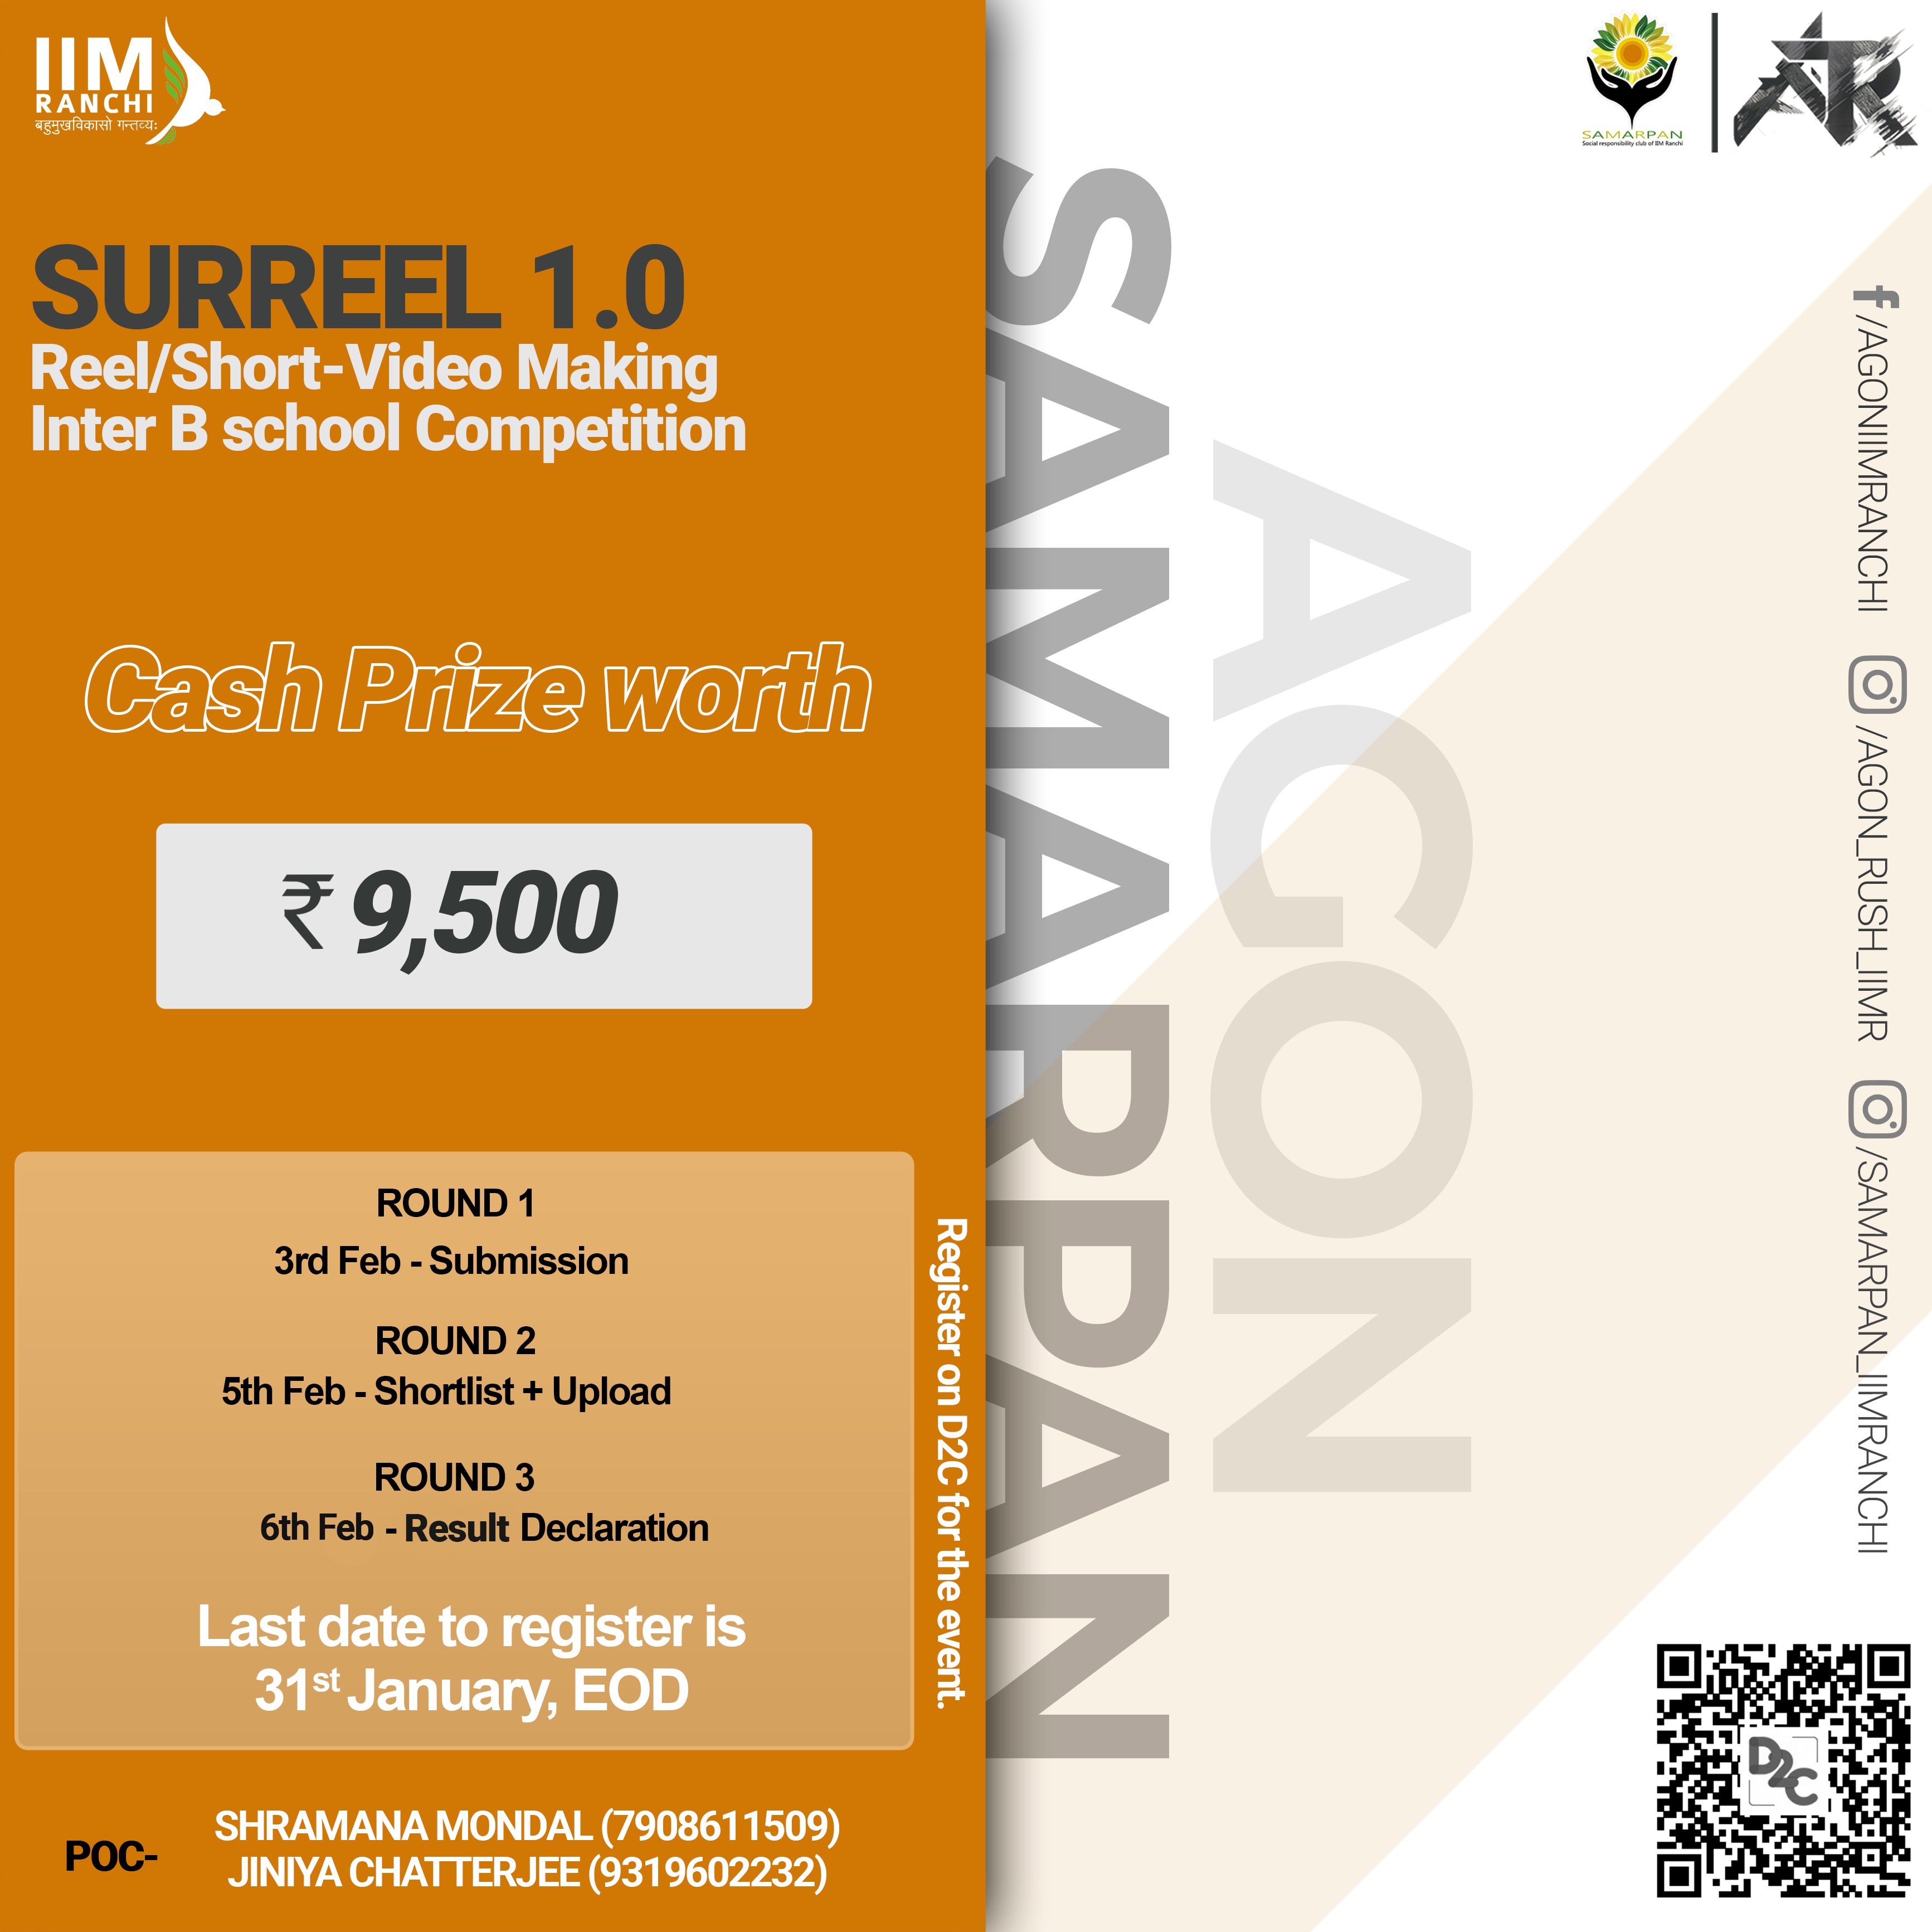 IIM
RANCHI
बहुमुखविकासो गन्तव्यः
SAMARPAN
Social responsibility club of IIM Ranchi
ATR
SURREEL 1.0
Reel/Short-Video Making
Inter B school Competition
Cash Prize worth
₹ 9,500
ROUND 1
3rd Feb - Submission
ROUND 2
5th Feb - Shortlist + Upload
ROUND 3
6th Feb - Result Declaration
Last date to register is
31st January, EOD
Register on D2C for the event.
POC-
SHRAMANA MONDAL (7908611509)
JINIYA CHATTERJEE (9319602232)
SAMARPAN
AGON
/AGONIIMRANCHI
/AGON_RUSH_IIMR
/SAMARPAN_IIMRANCHI
D2C